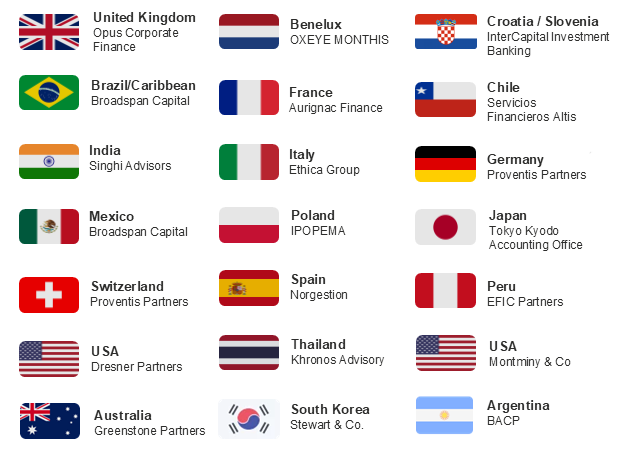 United Kingdom
Opus Corporate
Finance
Benelux
OXEYE MONTHIS
Croatia / Slovenia
InterCapital Investment
Banking
Brazil/Caribbean
Broadspan Capital
France
Aurignac Finance
Chile
Servicios
Financieros Altis
India
Singhi Advisors
Italy
Ethica Group
Germany
Proventis Partners
Mexico
Broadspan Capital
Poland
IPOPEMA
Japan
Tokyo Kyodo
Accounting Office
Switzerland
Proventis Partners
Spain
Norgestion
Peru
EFIC Partners
USA
Dresner Partners
Thailand
Khronos Advisory
USA
Montminy & Co
Australia
Greenstone Partners
South Korea
Stewart & Co.
Argentina
BACP